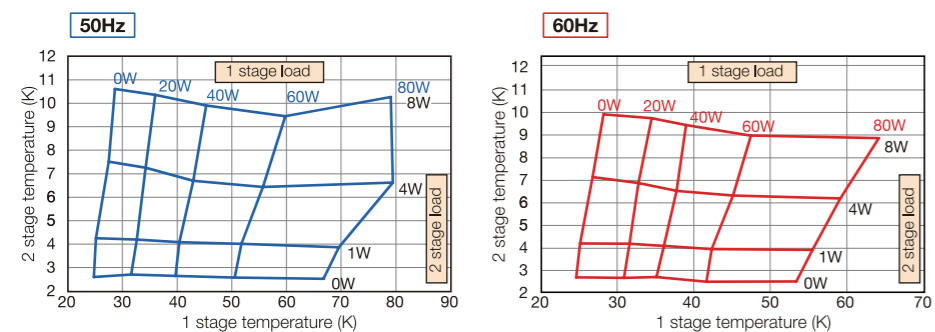 50Hz
2 stage temperature (K)
12
11
10
9
8
7
6
5
4
3
2
20
30
40
50
60
70
80
90
1 stage temperature (K)
1 stage load
0W
20W
40W
60W
80W
8W
4W
1W
0W
2 stage load
60Hz
2 stage temperature (K)
12
11
10
9
8
7
6
5
4
3
2
20
30
40
50
60
70
1 stage temperature (K)
1 stage load
0W
20W
40W
60W
80W
8W
4W
1W
0W
2 stage load